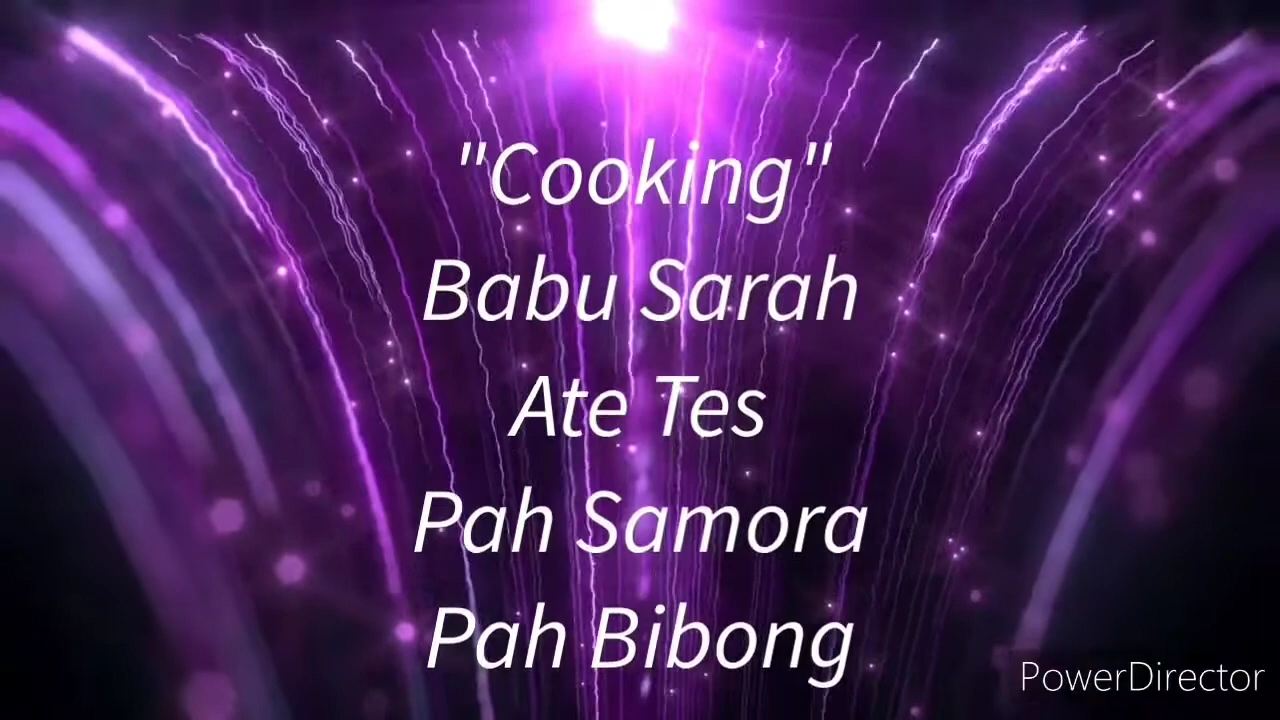 "Cooking"
Babu Sarah
Ate Tes
Pah Samora
Pah Bibong
PowerDirector